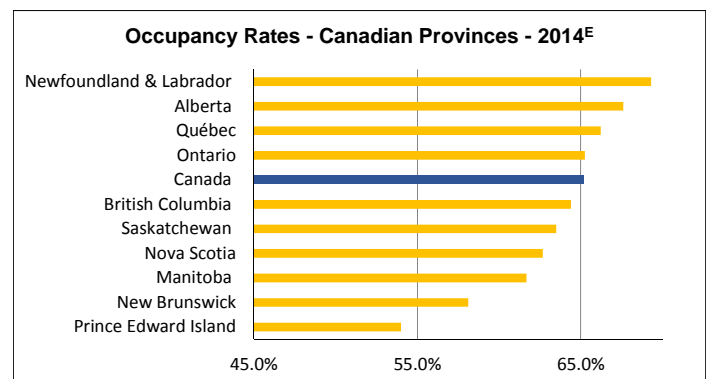 Occupancy Rates - Canadian Provinces - 2014ᴱ
Newfoundland & Labrador
Alberta
Québec
Ontario
Canada
British Columbia
Saskatchewan
Nova Scotia
Manitoba
New Brunswick
Prince Edward Island
45.0% 55.0% 65.0%